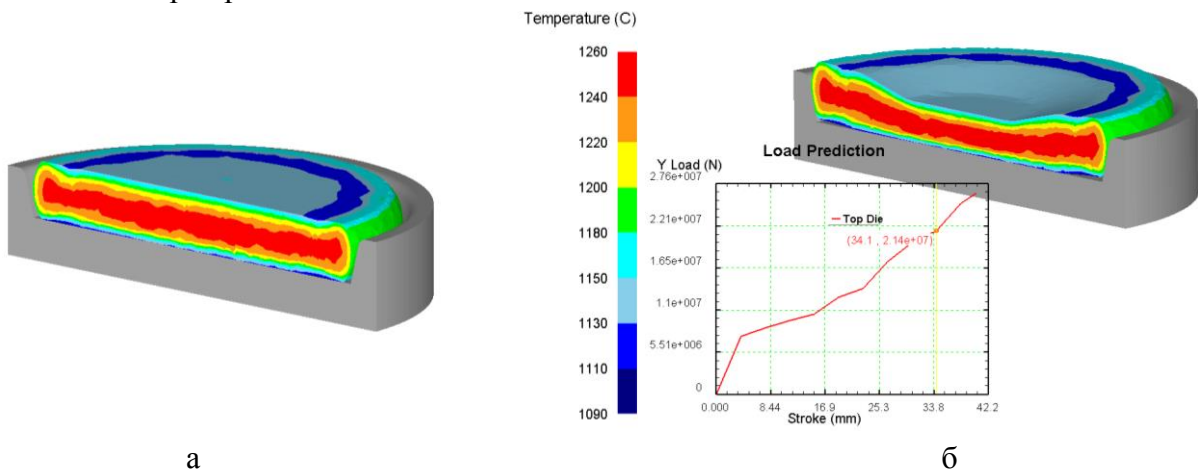 Temperature (C)
1260
1240
1220
1200
1180
1150
1130
1110
1090
Load Prediction
Y Load (N)
2.76e+007
2.21e+007
1.65e+007
1.1e+007
5.51e+006
0
Top Die
(34.1 , 2.14e+07)
0.000 8.44 16.9 25.3 33.8 42.2
Stroke (mm)
а б